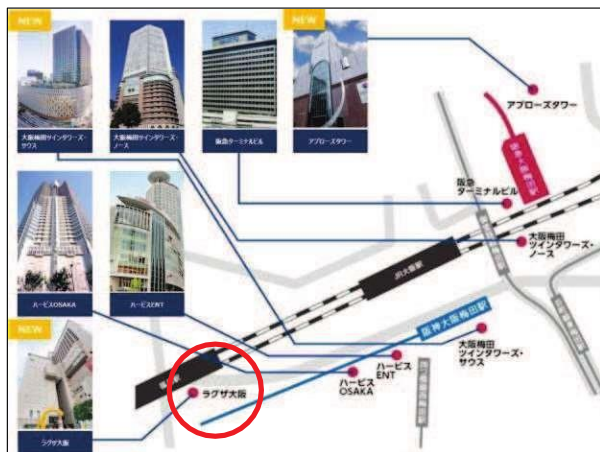 NEW
NEW
大阪梅田ツインタワーズ・
サウス
大阪梅田ツインタワーズ・
ノース
阪急ターミナルビル
アプローズタワー
アプローズタワー
阪急
ターミナルビル
大阪梅田
ツインタワーズ・
ノース
JR大阪駅
ハービスOSAKA
ハービスENT
阪神大阪梅田駅
大阪梅田
ツインタワーズ・
サウス
ハービス
ENT
ハービス
OSAKA
NEW
ラグザ大阪
ラグザ大阪